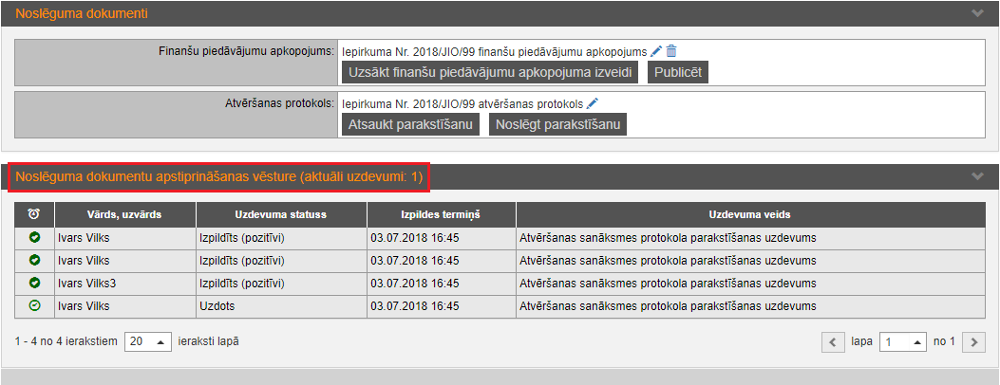 Noslēguma dokumenti
Finanšu piedāvājumu apkopojums: Iepirkuma Nr. 2018/JIO/99 finanšu piedāvājumu apkopojums
Uzsākt finanšu piedāvājumu apkopojuma izveidi Publicēt
Atvēršanas protokols: Iepirkuma Nr. 2018/JIO/99 atvēršanas protokols
Atsaukt parakstīšanu Noslēgt parakstīšanu
Noslēguma dokumentu apstiprināšanas vēsture (aktuāli uzdevumi: 1)
Vārds, uzvārds Uzdevuma statuss Izpildes termiņš Uzdevuma veids
Ivars Vilks Izpildīts (pozitīvi) 03.07.2018 16:45 Atvēršanas sanāksmes protokola parakstīšanas uzdevums
Ivars Vilks Izpildīts (pozitīvi) 03.07.2018 16:45 Atvēršanas sanāksmes protokola parakstīšanas uzdevums
Ivars Vilks3 Izpildīts (pozitīvi) 03.07.2018 16:45 Atvēršanas sanāksmes protokola parakstīšanas uzdevums
Ivars Vilks Uzdots 03.07.2018 16:45 Atvēršanas sanāksmes protokola parakstīšanas uzdevums
1 - 4 no 4 ierakstiem 20 ieraksti lapā lapa 1 no 1